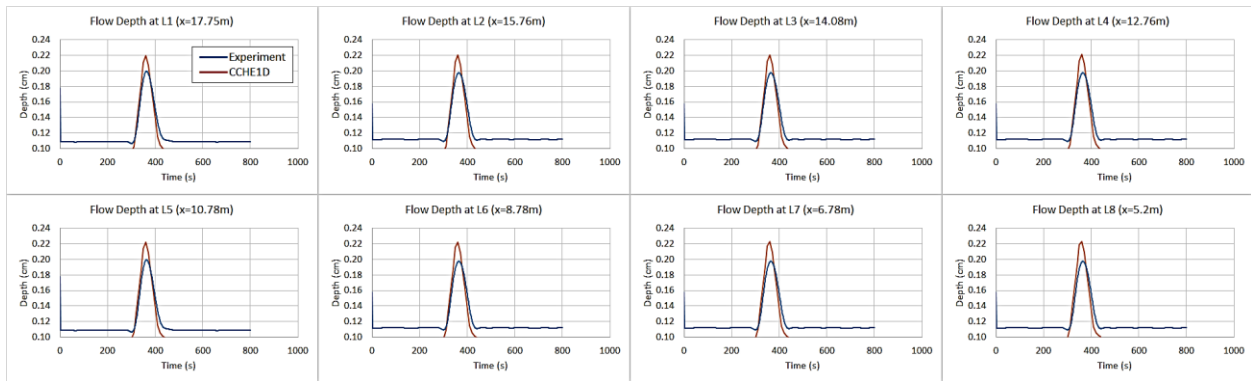 Flow Depth at L1 (x=17.75m)
Depth (cm)
0.24
0.22
0.20
0.18
0.16
0.14
0.12
0.10
Experiment
CCHE1D
0 200 400 600 800 1000
Time (s)
Flow Depth at L2 (x=15.76m)
Depth (cm)
0.24
0.22
0.20
0.18
0.16
0.14
0.12
0.10
0 200 400 600 800 1000
Time (s)
Flow Depth at L3 (x=14.08m)
Depth (cm)
0.24
0.22
0.20
0.18
0.16
0.14
0.12
0.10
0 200 400 600 800 1000
Time (s)
Flow Depth at L4 (x=12.76m)
Depth (cm)
0.24
0.22
0.20
0.18
0.16
0.14
0.12
0.10
0 200 400 600 800 1000
Time (s)
Flow Depth at L5 (x=10.78m)
Depth (cm)
0.24
0.22
0.20
0.18
0.16
0.14
0.12
0.10
0 200 400 600 800 1000
Time (s)
Flow Depth at L6 (x=8.78m)
Depth (cm)
0.24
0.22
0.20
0.18
0.16
0.14
0.12
0.10
0 200 400 600 800 1000
Time (s)
Flow Depth at L7 (x=6.78m)
Depth (cm)
0.24
0.22
0.20
0.18
0.16
0.14
0.12
0.10
0 200 400 600 800 1000
Time (s)
Flow Depth at L8 (x=5.2m)
Depth (cm)
0.24
0.22
0.20
0.18
0.16
0.14
0.12
0.10
0 200 400 600 800 1000
Time (s)